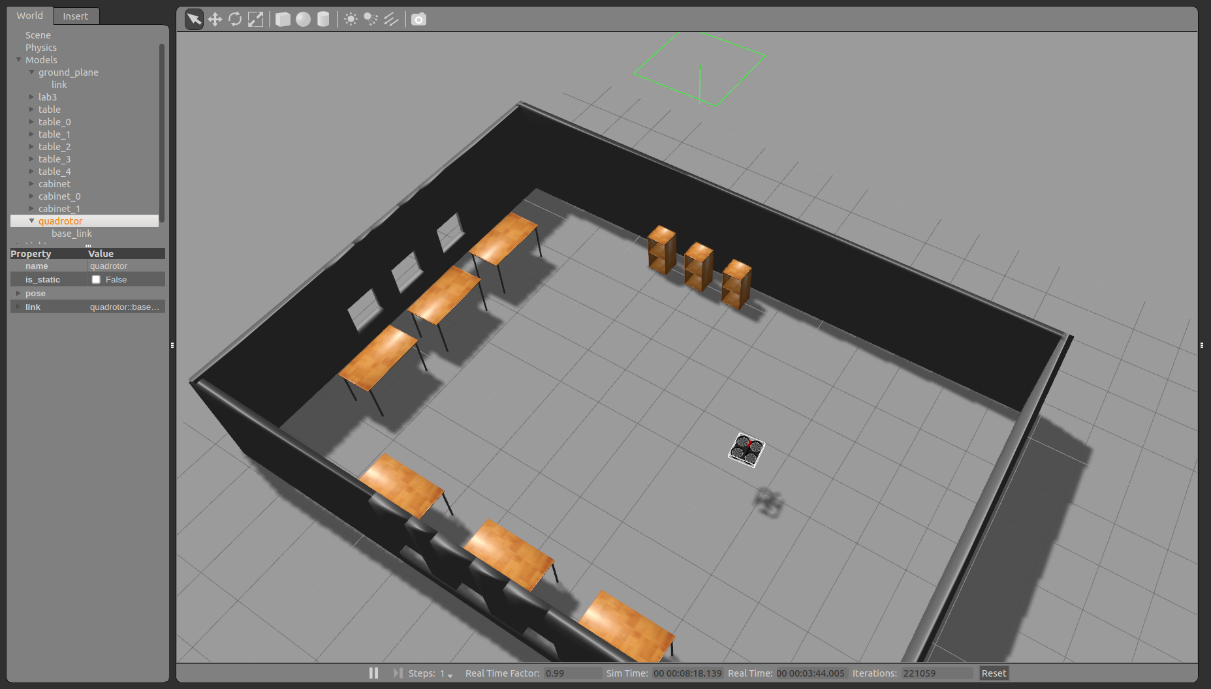 World Insert
Scene
Physics
Models
ground_plane
link
lab3
table
table_0
table_1
table_2
table_3
table_4
cabinet
cabinet_0
cabinet_1
quadrotor
base_link
Property Value
name quadrotor
is_static False
pose
link quadrotor::base...
Steps: 1 Real Time Factor: 0.99 Sim Time: 00 00:08:18.139 Real Time: 00 00:03:44.005 Iterations: 221059 Reset